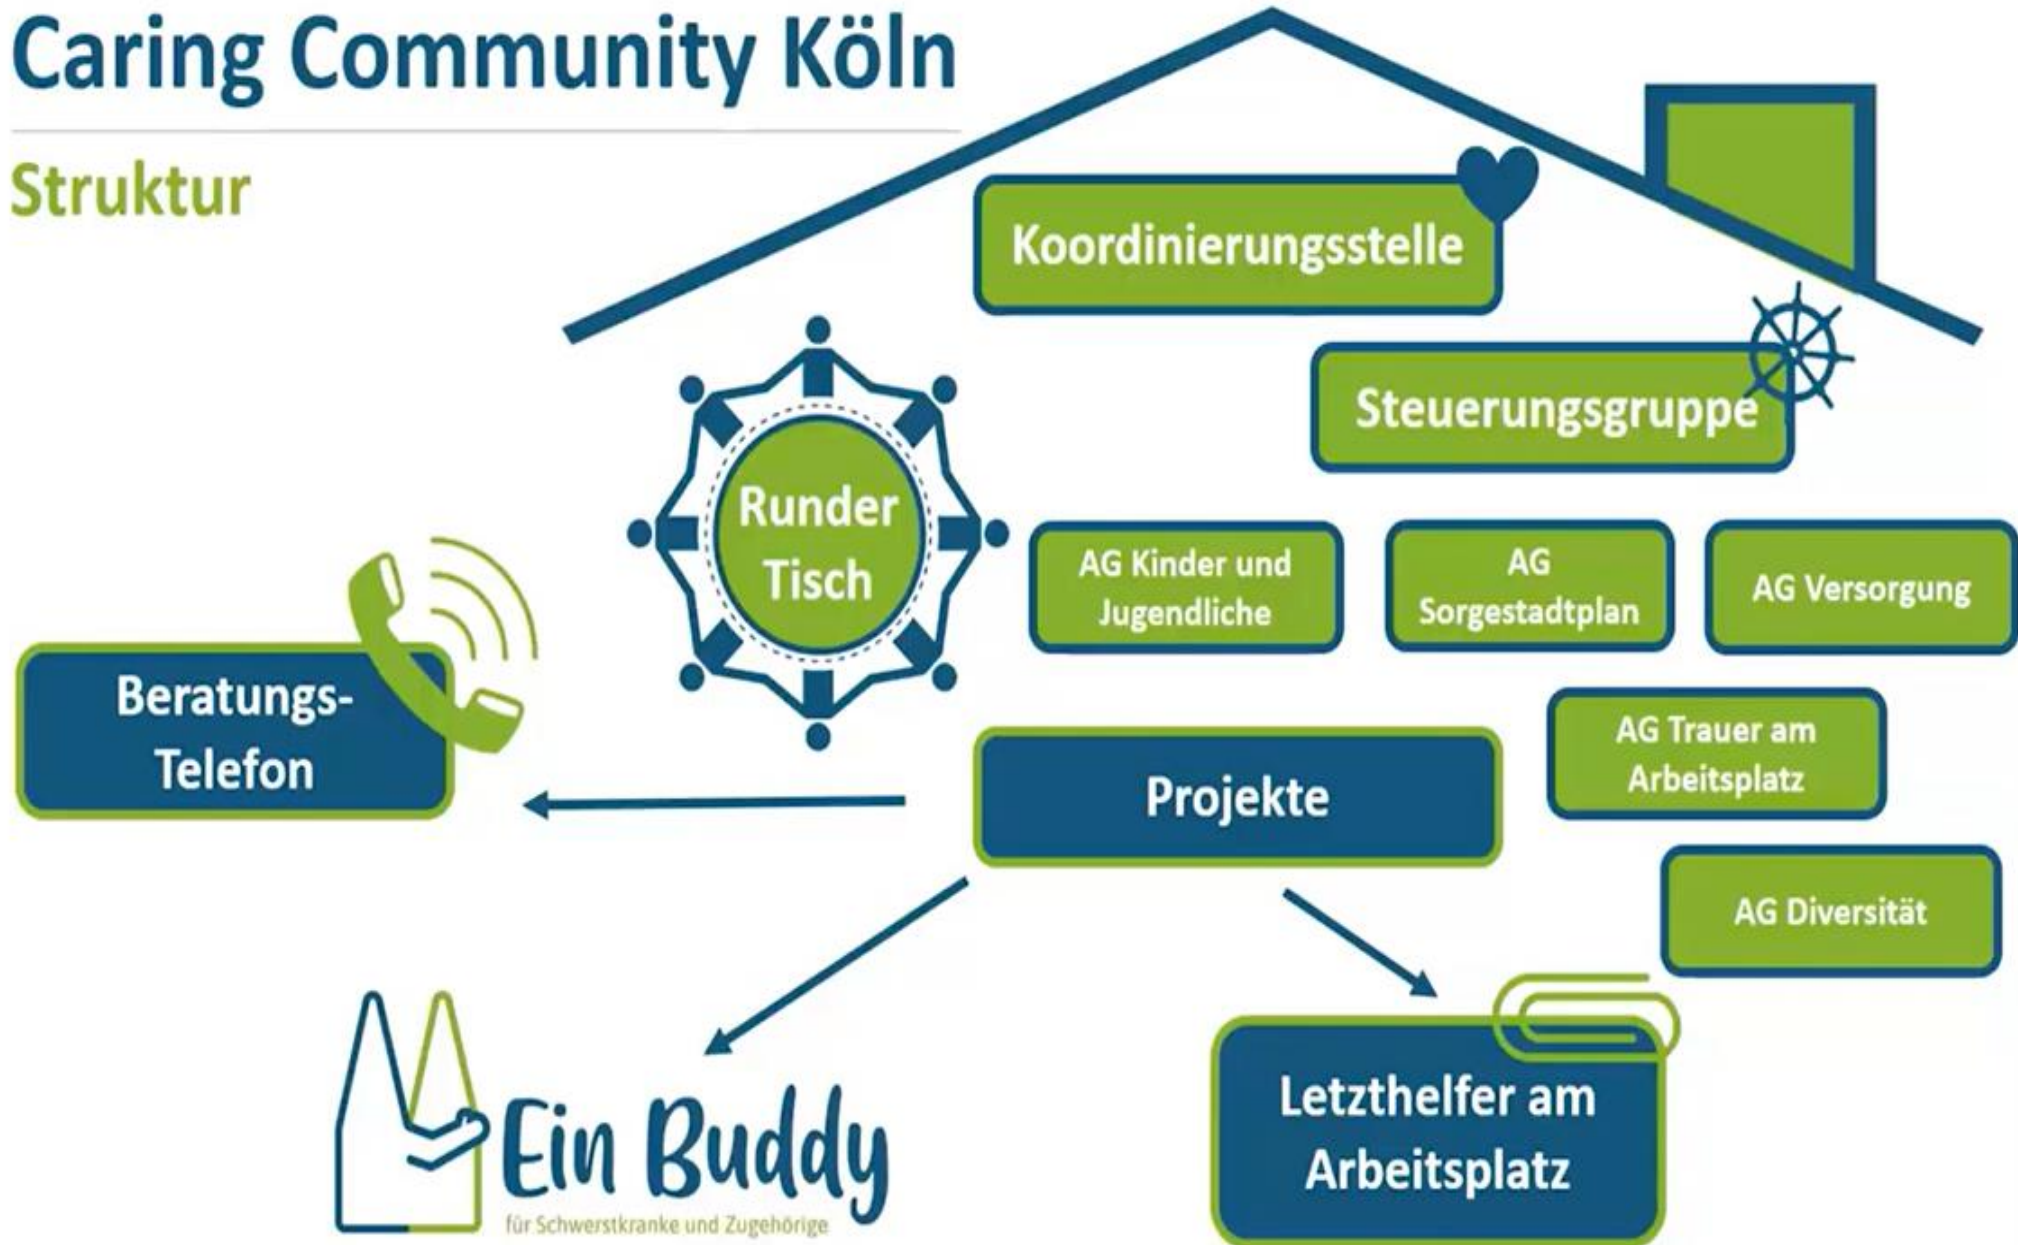 Caring Community Köln
Struktur
Koordinierungsstelle
Steuerungsgruppe
Runder
Tisch
AG Kinder und
Jugendliche
AG
Sorgestadtplan
AG Versorgung
Beratungs-
Telefon
Projekte
AG Trauer am
Arbeitsplatz
AG Diversität
Ein Buddy
für Schwerstkranke und Zugehörige
Letzthelfer am
Arbeitsplatz